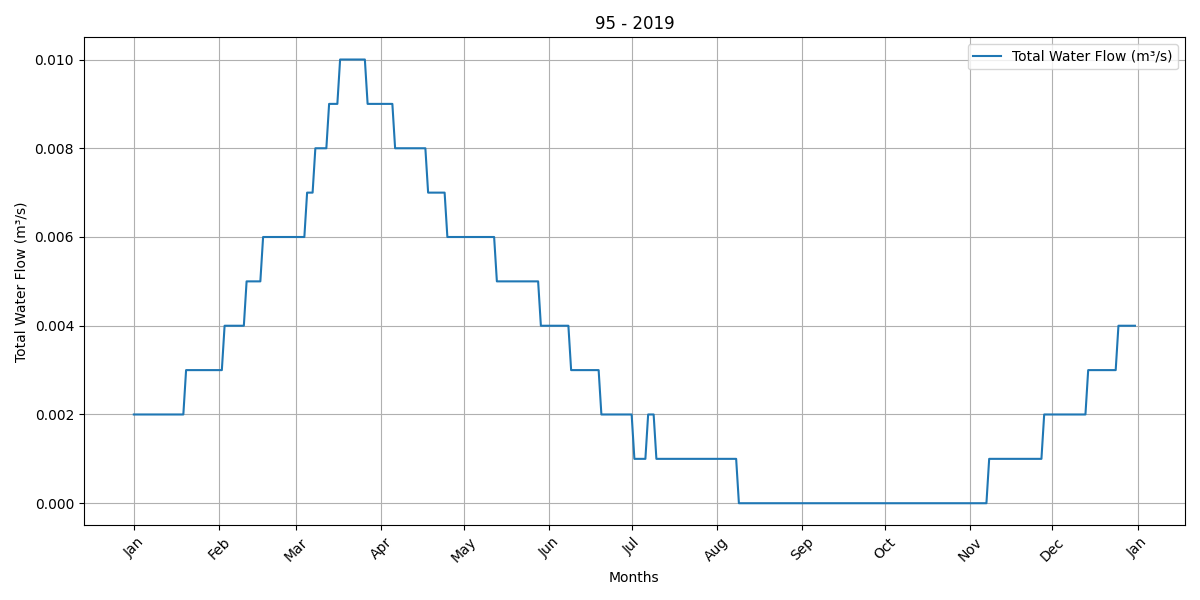 95 - 2019
Total Water Flow (m³/s)
Total Water Flow (m³/s)
0.010
0.008
0.006
0.004
0.002
0.000
Jan Feb Mar Apr May Jun Jul Aug Sep Oct Nov Dec Jan
Months